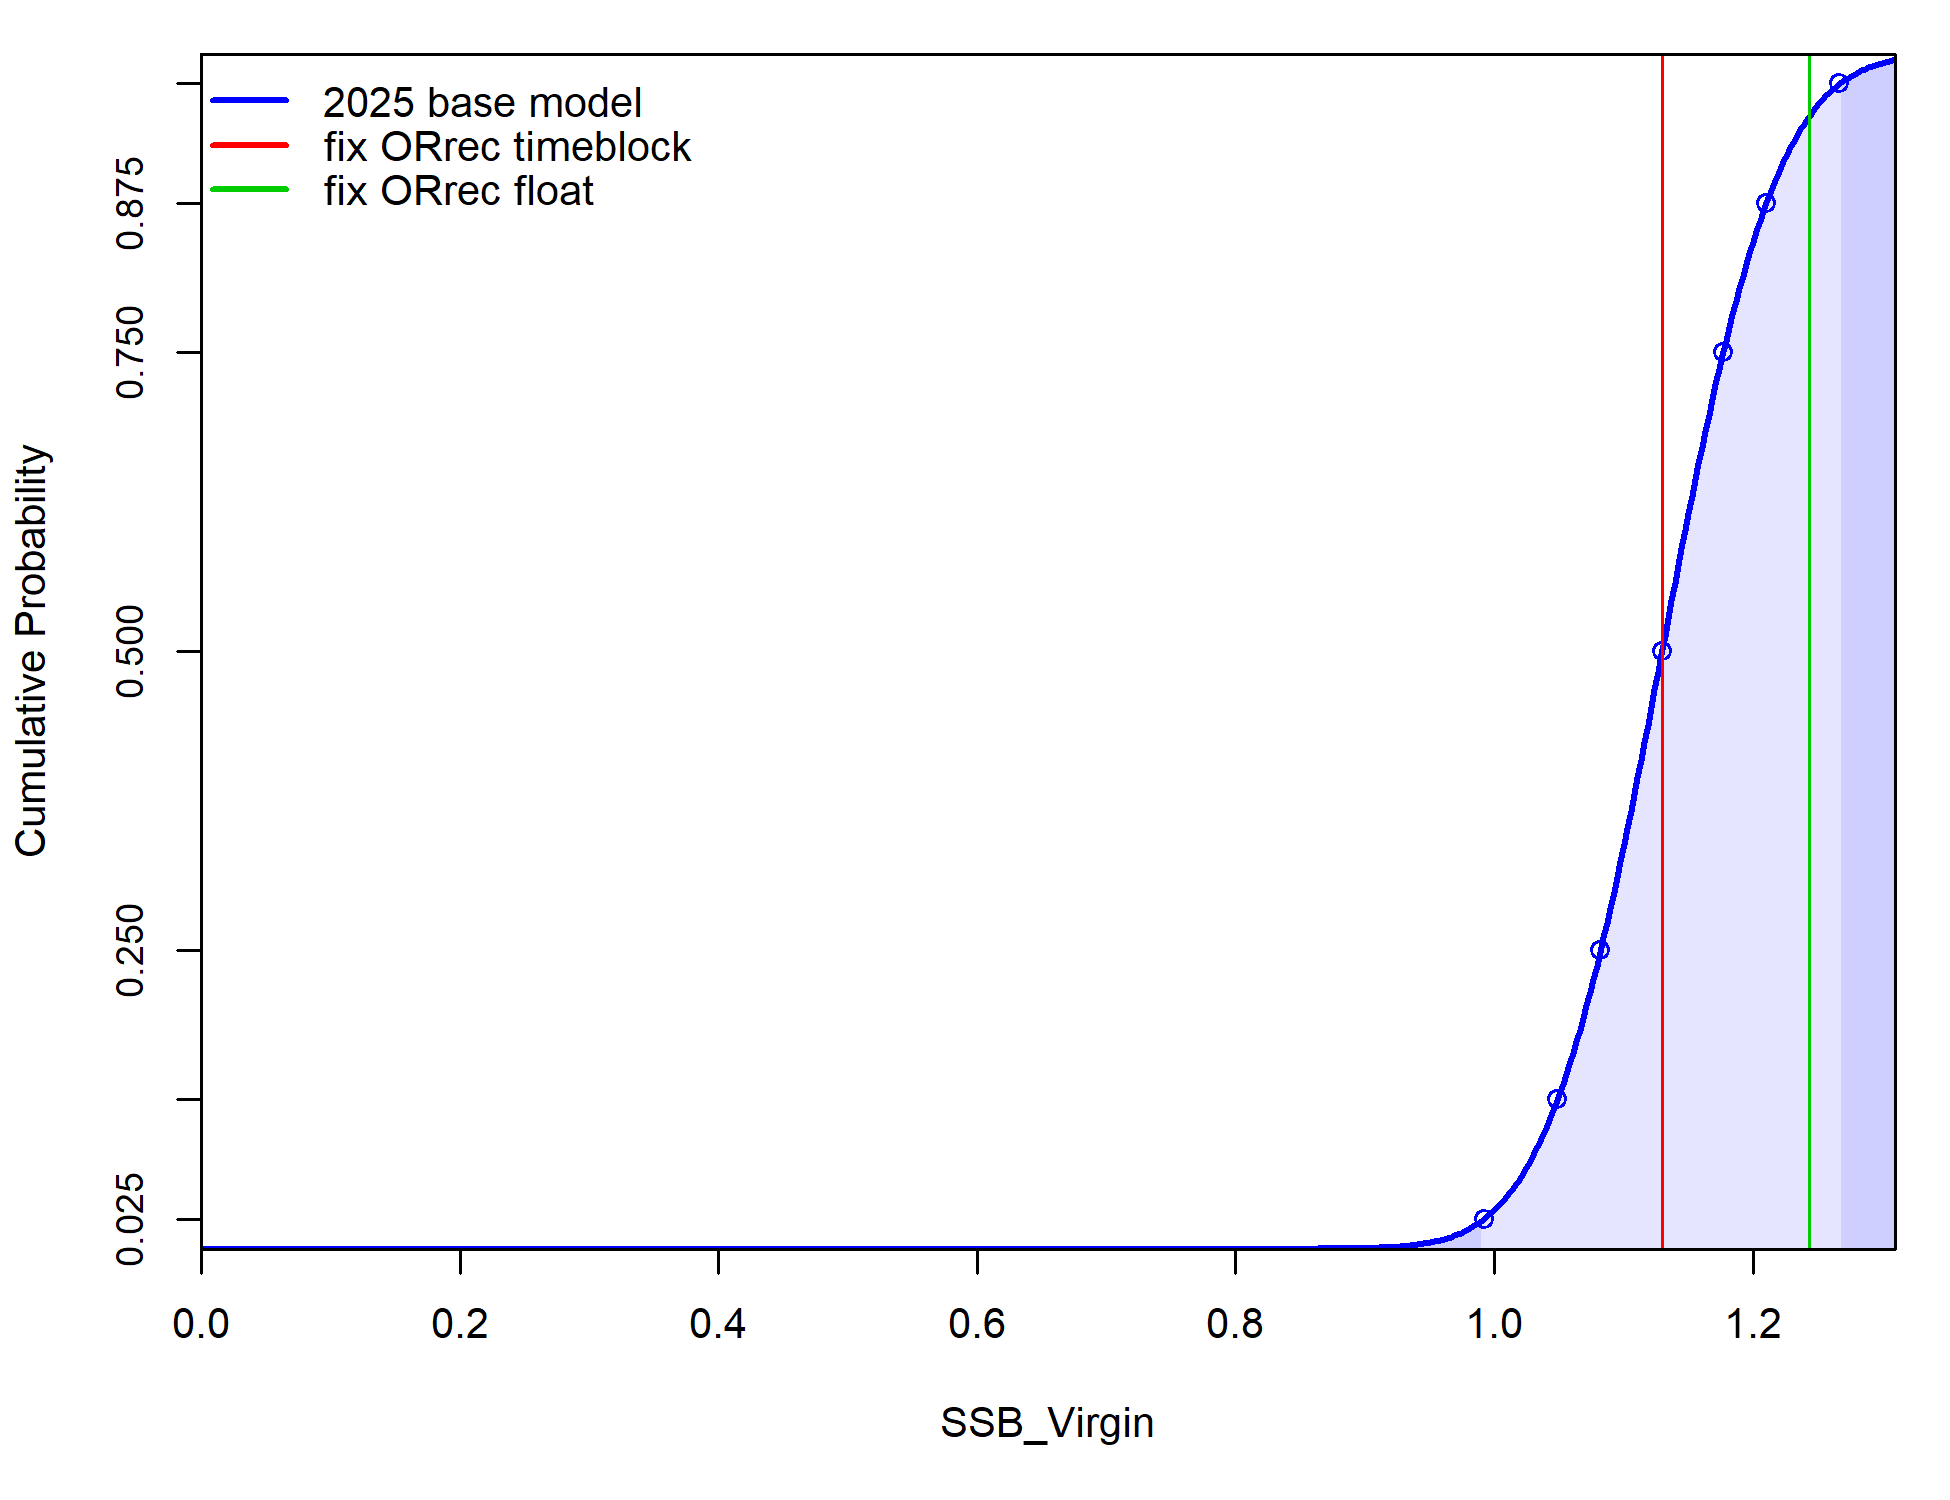 2025 base model
fix ORrec timeblock
fix ORrec float
Cumulative Probability
0.875
0.750
0.500
0.250
0.025
0.0 0.2 0.4 0.6 0.8 1.0 1.2
SSB_Virgin